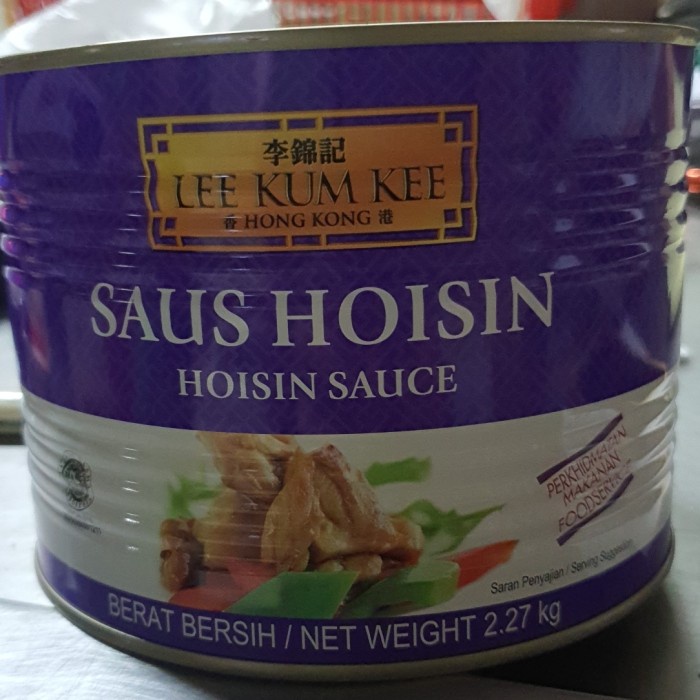 李錦記
LEE KUM KEE
香 HONG KONG 港
SAUS HOISIN
HOISIN SAUCE
PERKHIDMATAN
MAKANAN
FOODSERVICE
Saran Penyajian / Serving Suggestion
BERAT BERSIH / NET WEIGHT 2.27 kg